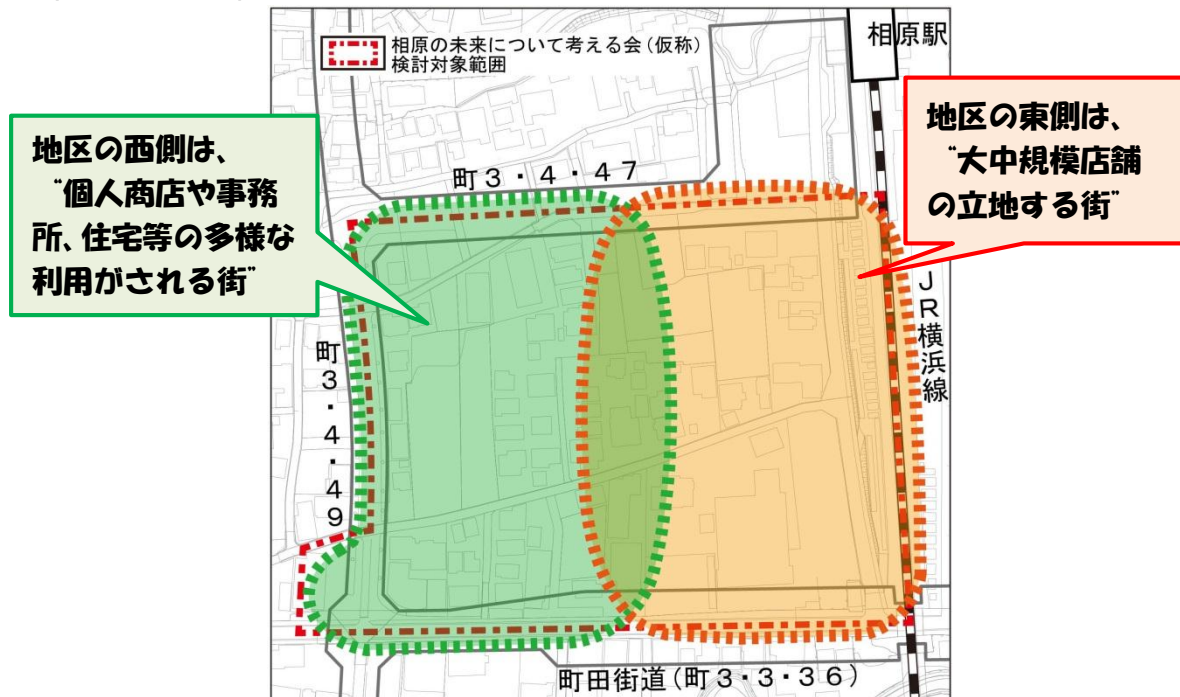 相原の未来について考える会(仮称)
検討対象範囲
相原駅
地区の西側は、
“個人商店や事務
所、住宅等の多様な
利用がされる街”
地区の東側は、
“大中規模店舗
の立地する街”
町3・4・47
町3・4・49
JR横浜線
町田街道(町3・3・36)